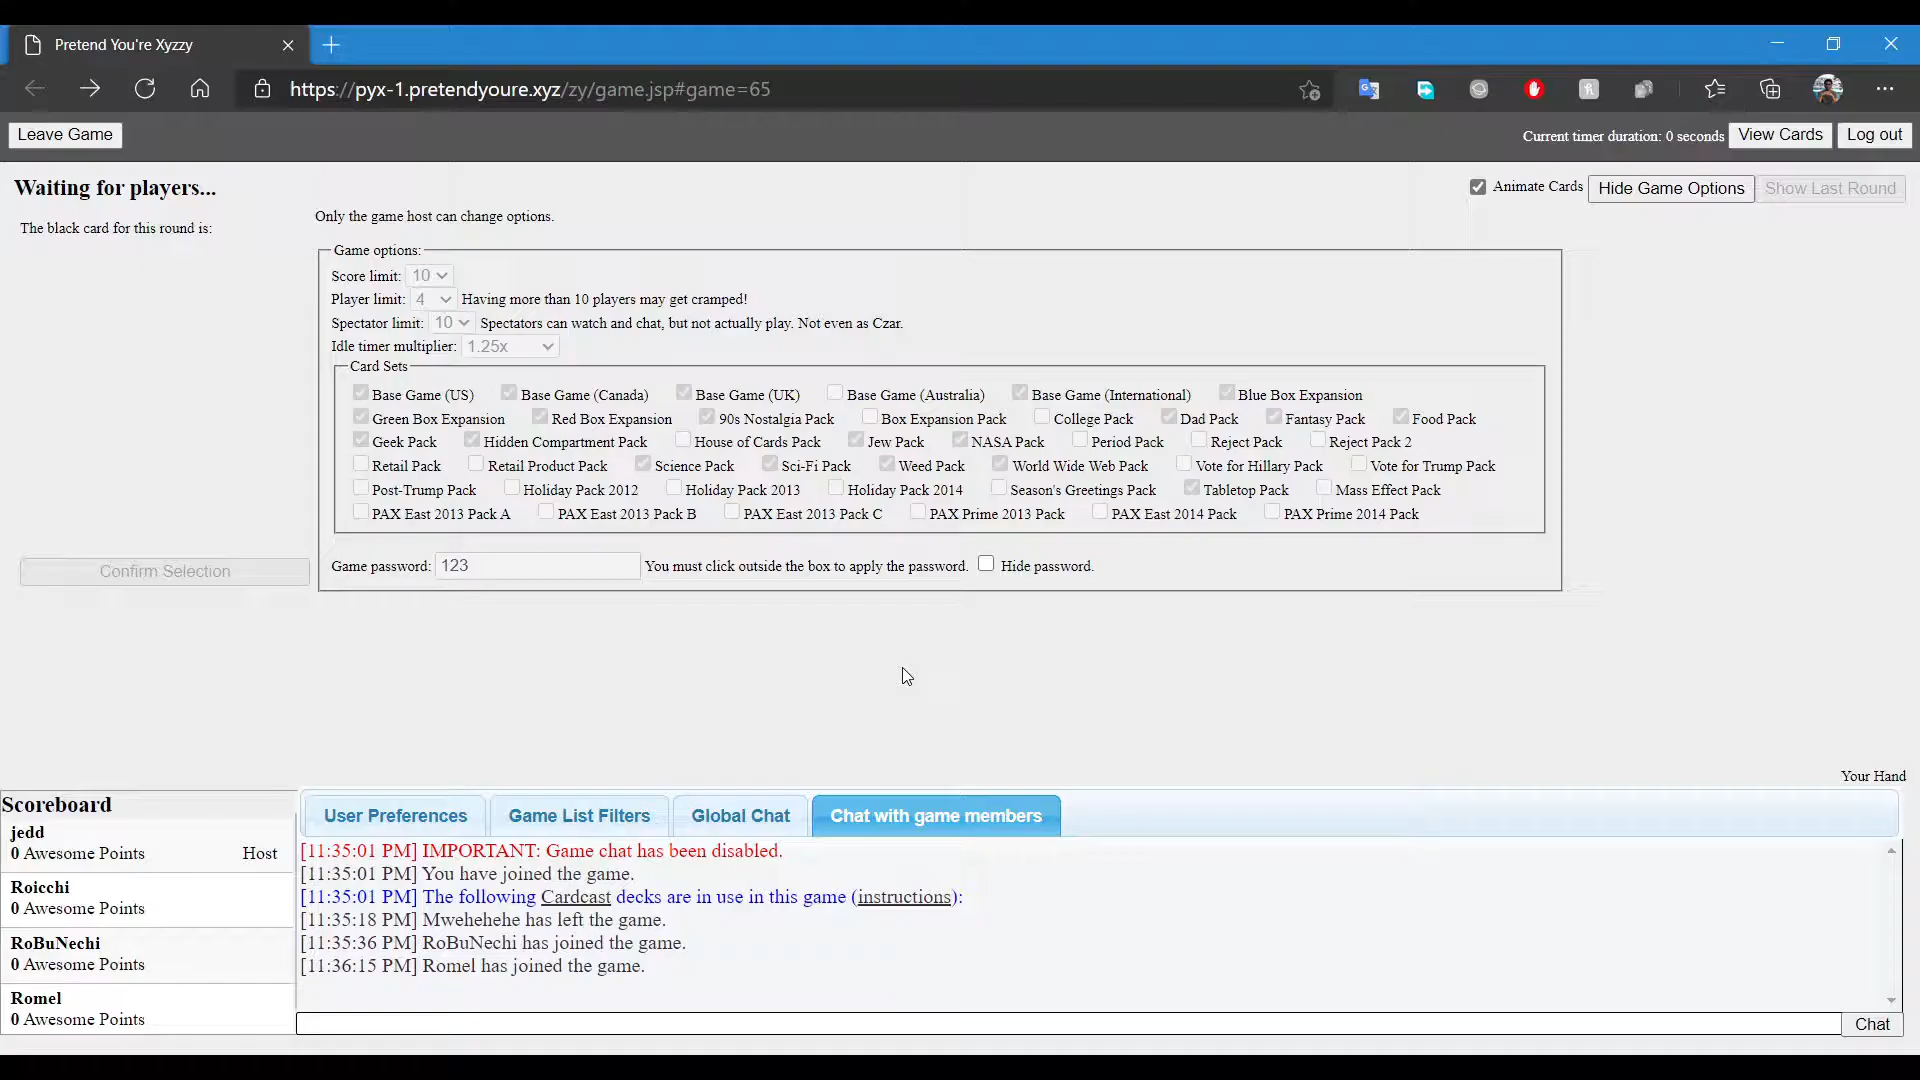 Pretend You're Xyzzy
https://pyx-1.pretendyoure.xyz/zy/game.jsp#game=65
Leave Game
Current timer duration: 0 seconds
View Cards
Log out
Waiting for players...
Animate Cards
Hide Game Options
Show Last Round
The black card for this round is:
Only the game host can change options.
Game options:
Score limit: 10
Player limit: 4 Having more than 10 players may get cramped!
Spectator limit: 10 Spectators can watch and chat, but not actually play. Not even as Czar.
Idle timer multiplier: 1.25x
Card Sets
Base Game (US) Base Game (Canada) Base Game (UK) Base Game (Australia) Base Game (International) Blue Box Expansion
Green Box Expansion Red Box Expansion 90s Nostalgia Pack Box Expansion Pack College Pack Dad Pack Fantasy Pack Food Pack
Geek Pack Hidden Compartment Pack House of Cards Pack Jew Pack NASA Pack Period Pack Reject Pack Reject Pack 2
Retail Pack Retail Product Pack Science Pack Sci-Fi Pack Weed Pack World Wide Web Pack Vote for Hillary Pack Vote for Trump Pack
Post-Trump Pack Holiday Pack 2012 Holiday Pack 2013 Holiday Pack 2014 Season's Greetings Pack Tabletop Pack Mass Effect Pack
PAX East 2013 Pack A PAX East 2013 Pack B PAX East 2013 Pack C PAX Prime 2013 Pack PAX East 2014 Pack PAX Prime 2014 Pack
Game password: 123 You must click outside the box to apply the password. Hide password.
Confirm Selection
Your Hand
Scoreboard
jedd
0 Awesome Points Host
Roicchi
0 Awesome Points
RoBuNechi
0 Awesome Points
Romel
0 Awesome Points
User Preferences
Game List Filters
Global Chat
Chat with game members
[11:35:01 PM] IMPORTANT: Game chat has been disabled.
[11:35:01 PM] You have joined the game.
[11:35:01 PM] The following Cardcast decks are in use in this game (instructions):
[11:35:18 PM] Mwehehehe has left the game.
[11:35:36 PM] RoBuNechi has joined the game.
[11:36:15 PM] Romel has joined the game.
Chat